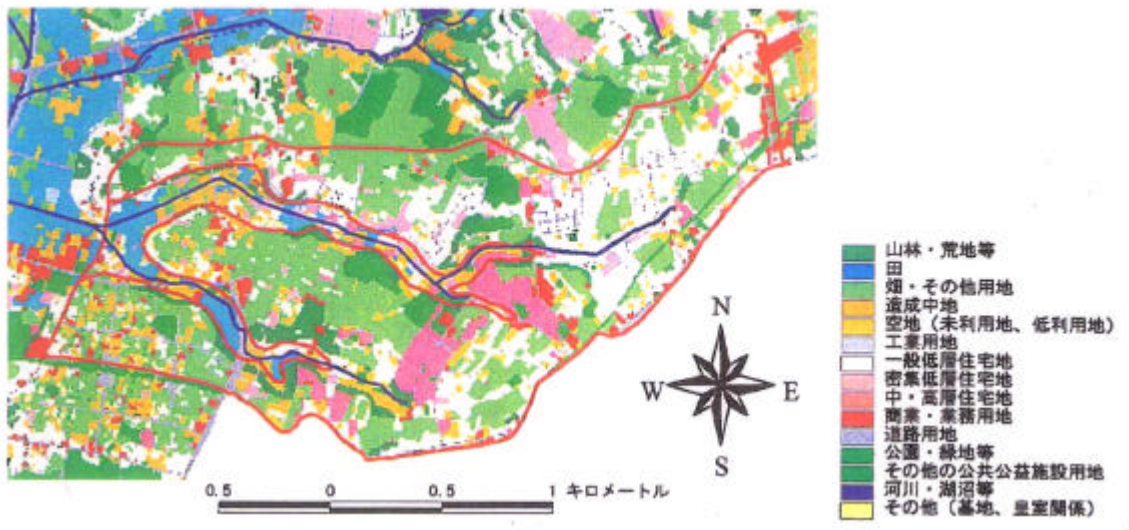 山林・荒地等
田
畑・その他用地
造成中地
空地（未利用地、低利用地）
工業用地
一般低層住宅地
密集低層住宅地
中・高層住宅地
商業・業務用地
道路用地
公園・緑地等
その他の公共公益施設用地
河川・湖沼等
その他（墓地、皇室関係）
N
W E
S
0.5 0 0.5 1 キロメートル